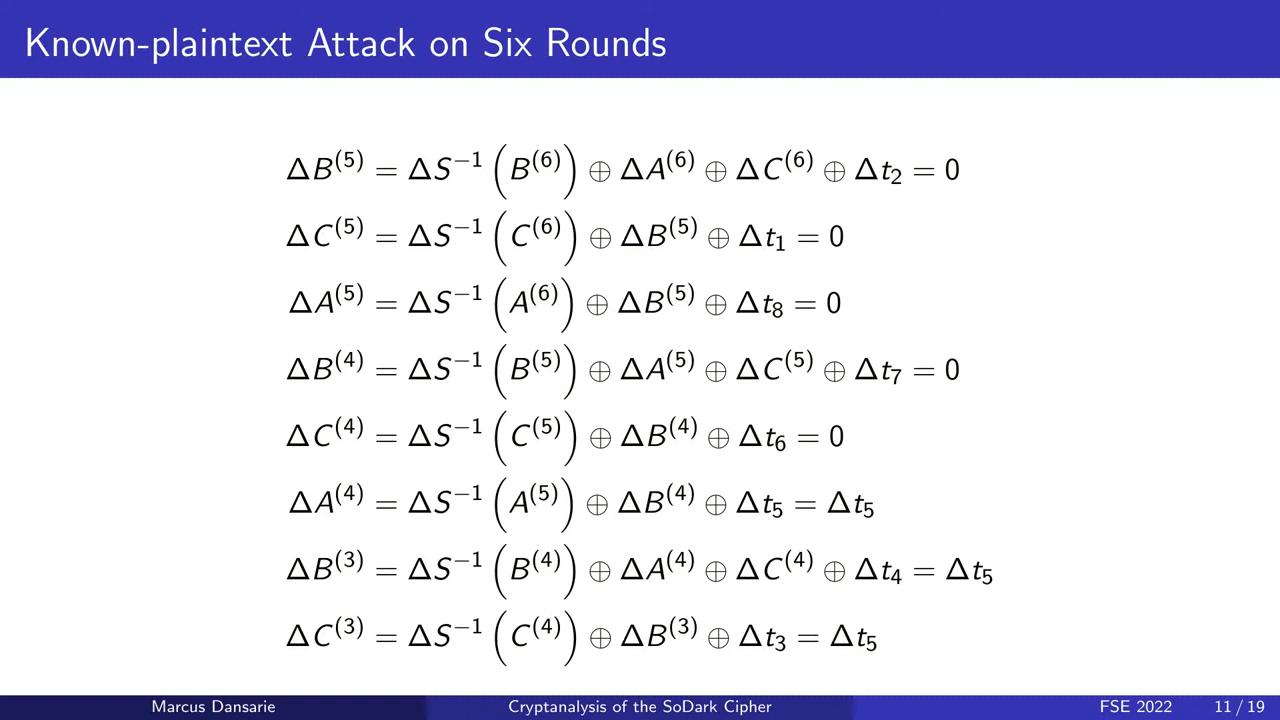 Known-plaintext Attack on Six Rounds
ΔB⁽⁵⁾ = ΔS⁻¹ (B⁽⁶⁾) ⊕ ΔA⁽⁶⁾ ⊕ ΔC⁽⁶⁾ ⊕ Δt₂ = 0
ΔC⁽⁵⁾ = ΔS⁻¹ (C⁽⁶⁾) ⊕ ΔB⁽⁵⁾ ⊕ Δt₁ = 0
ΔA⁽⁵⁾ = ΔS⁻¹ (A⁽⁶⁾) ⊕ ΔB⁽⁵⁾ ⊕ Δt₈ = 0
ΔB⁽⁴⁾ = ΔS⁻¹ (B⁽⁵⁾) ⊕ ΔA⁽⁵⁾ ⊕ ΔC⁽⁵⁾ ⊕ Δt₇ = 0
ΔC⁽⁴⁾ = ΔS⁻¹ (C⁽⁵⁾) ⊕ ΔB⁽⁴⁾ ⊕ Δt₆ = 0
ΔA⁽⁴⁾ = ΔS⁻¹ (A⁽⁵⁾) ⊕ ΔB⁽⁴⁾ ⊕ Δt₅ = Δt₅
ΔB⁽³⁾ = ΔS⁻¹ (B⁽⁴⁾) ⊕ ΔA⁽⁴⁾ ⊕ ΔC⁽⁴⁾ ⊕ Δt₄ = Δt₅
ΔC⁽³⁾ = ΔS⁻¹ (C⁽⁴⁾) ⊕ ΔB⁽³⁾ ⊕ Δt₃ = Δt₅
Marcus Dansarie Cryptanalysis of the SoDark Cipher FSE 2022 11 / 19